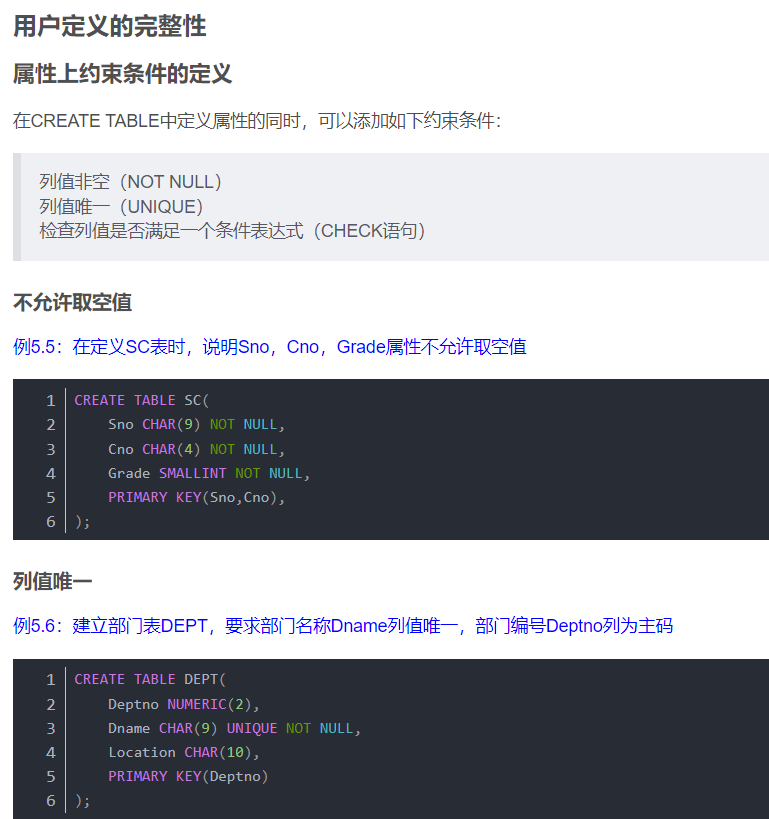 用户定义的完整性
属性上约束条件的定义
在CREATE TABLE中定义属性的同时，可以添加如下约束条件：
列值非空（NOT NULL）
列值唯一（UNIQUE）
检查列值是否满足一个条件表达式（CHECK语句）
不允许取空值
例5.5：在定义SC表时，说明Sno，Cno，Grade属性不允许取空值
1 CREATE TABLE SC(
2     Sno CHAR(9) NOT NULL,
3     Cno CHAR(4) NOT NULL,
4     Grade SMALLINT NOT NULL,
5     PRIMARY KEY(Sno,Cno),
6 );
列值唯一
例5.6：建立部门表DEPT，要求部门名称Dname列值唯一，部门编号Deptno列为主码
1 CREATE TABLE DEPT(
2     Deptno NUMERIC(2),
3     Dname CHAR(9) UNIQUE NOT NULL,
4     Location CHAR(10),
5     PRIMARY KEY(Deptno)
6 );